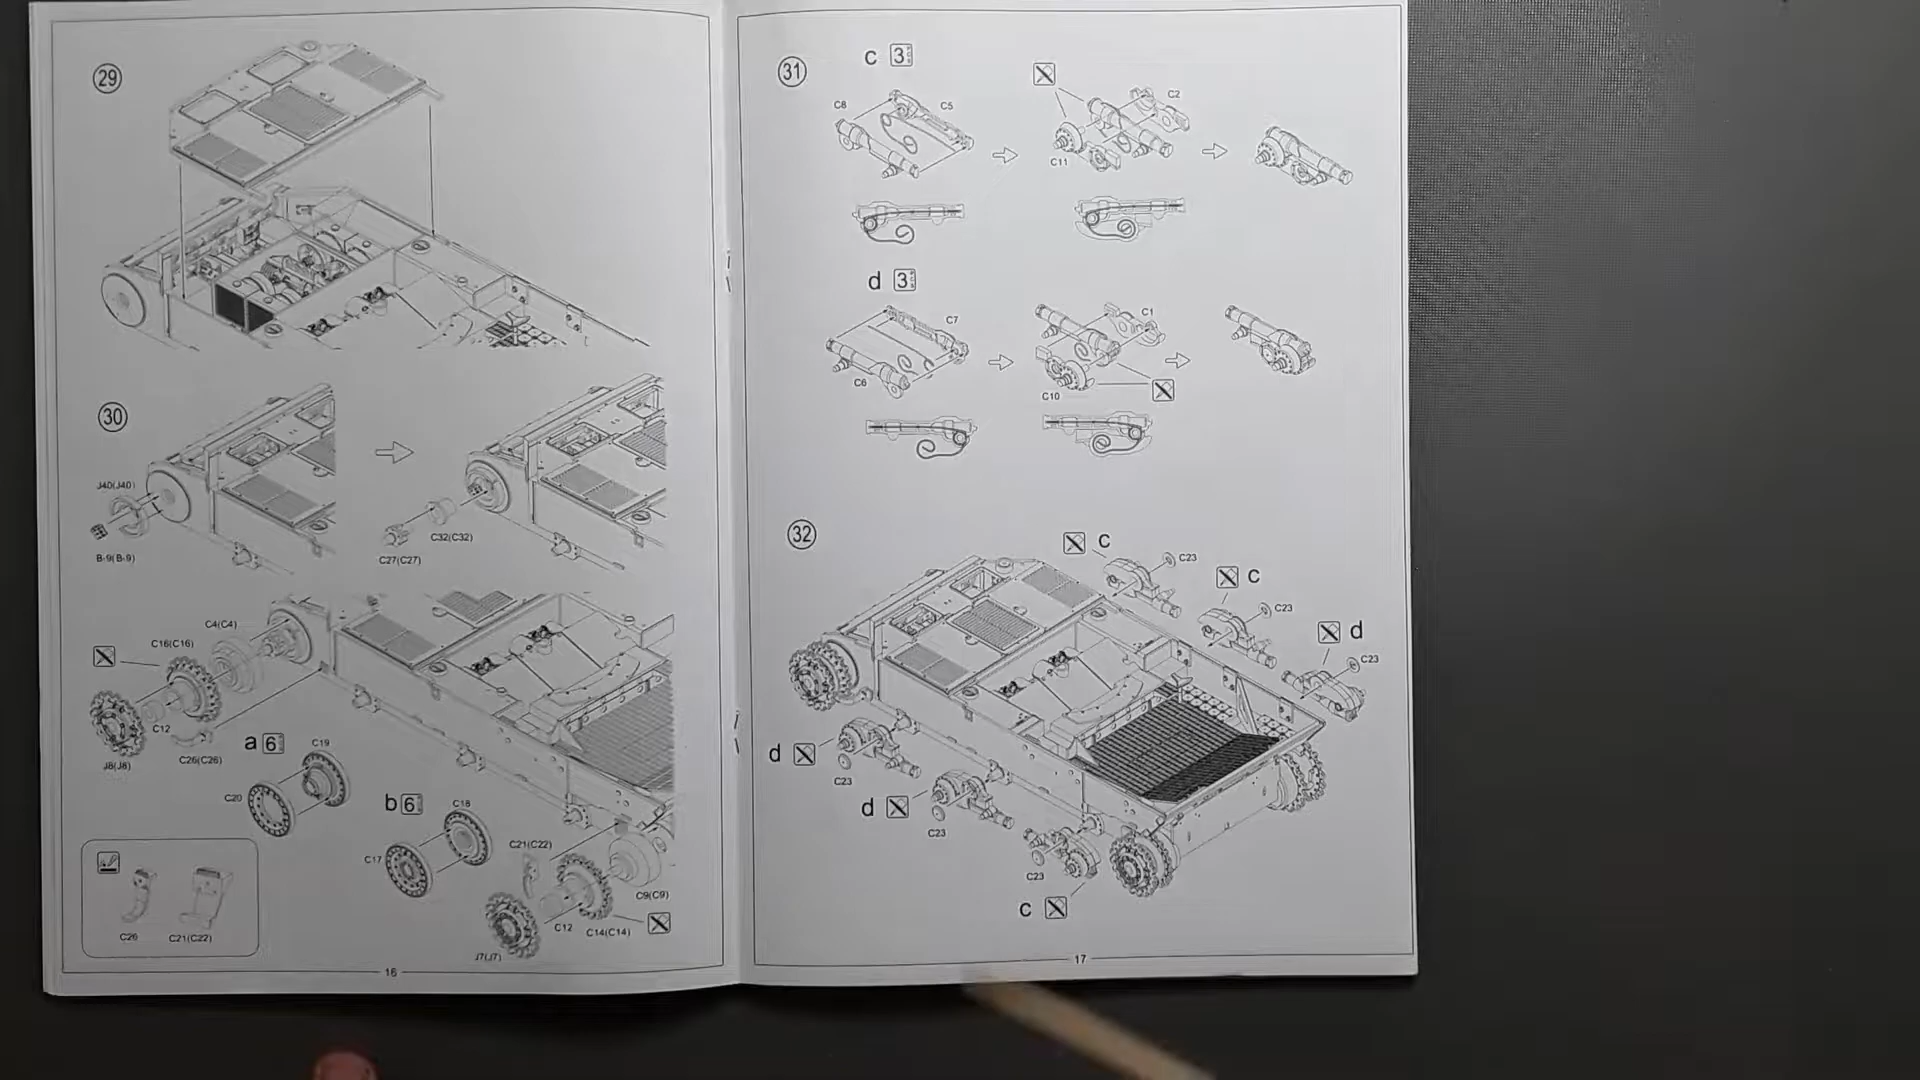 29
30
J40(J40)
B-9(B-9)
C32(C32)
C27(C27)
C4(C4)
C16(C16)
C12
J8(J8)
C26(C26)
a 6
C19
C20
b 6
C18
C17
C21(C22)
C9(C9)
C12
C14(C14)
J7(J7)
C26
C21(C22)
16
31
c 3
C8
C5
C2
C11
d 3
C7
C6
C1
C10
32
c
C23
c
C23
d
C23
d
C23
d
C23
C23
c
17